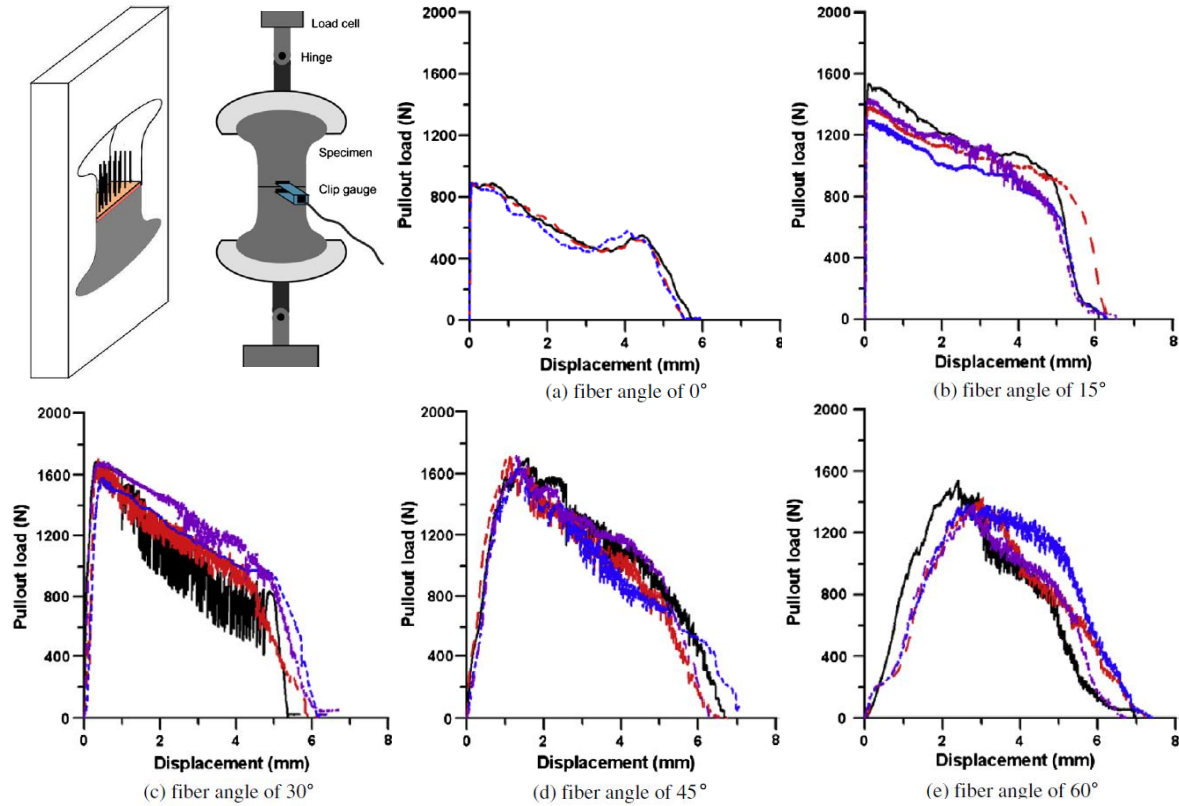 Load cell
Hinge
Specimen
Clip gauge
2000
1600
1200
800
400
0
Pullout load (N)
0 2 4 6 8
Displacement (mm)
(a) fiber angle of 0°
2000
1600
1200
800
400
0
Pullout load (N)
0 2 4 6 8
Displacement (mm)
(b) fiber angle of 15°
2000
1600
1200
800
400
0
Pullout load (N)
0 2 4 6 8
Displacement (mm)
(c) fiber angle of 30°
2000
1600
1200
800
400
0
Pullout load (N)
0 2 4 6 8
Displacement (mm)
(d) fiber angle of 45°
2000
1600
1200
800
400
0
Pullout load (N)
0 2 4 6 8
Displacement (mm)
(e) fiber angle of 60°